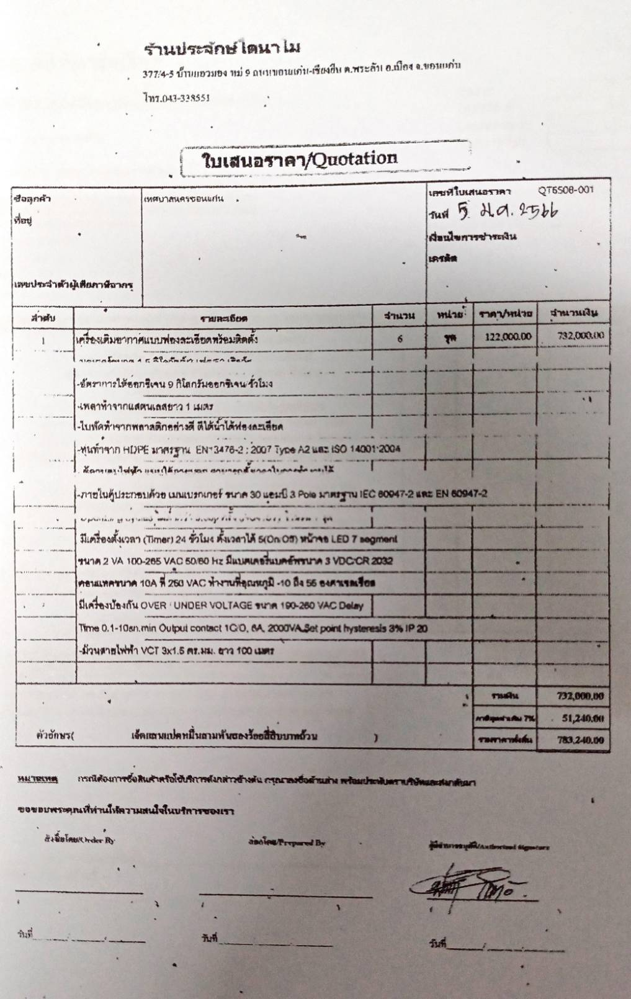 ร้านประจักษ์ไดนาโม
377/4-5 บ้านหนองกอง หมู่ 9 ถนนขอนแก่น-เชียงยืน ต.พระลับ อ.เมือง จ.ขอนแก่น
โทร.043-338551
ใบเสนอราคา/Quotation
ชื่อลูกค้า เทศบาลนครขอนแก่น เลขที่ใบเสนอราคา QT6508-001
ที่อยู่ วันที่ 5 ม.ค. 2566
เงื่อนไขการชำระเงิน
เครดิต
เลขประจำตัวผู้เสียภาษีอากร
ลำดับ รายละเอียด จำนวน หน่วย ราคา/หน่วย จำนวนเงิน
1 เครื่องเติมอากาศแบบฟองละเอียดพร้อมติดตั้ง 6 ชุด 122,000.00 732,000.00
-อัตราการให้ออกซิเจน 9 กิโลกรัมออกซิเจน/ชั่วโมง
-เพลาทำจากแสตนเลสยาว 1 เมตร
-ใบพัดทำจากพลาสติกอย่างดี ตีได้น้ำได้ฟองละเอียด
-ทุ่นทำจาก HDPE มาตรฐาน EN13476-2 : 2007 Type A2 และ ISO 14001:2004
-ภายในตู้ประกอบด้วย เมนเบรกเกอร์ ขนาด 30 แอมป์ 3 Pole มาตรฐาน IEC 60947-2 และ EN 60947-2
มีเครื่องตั้งเวลา (Timer) 24 ชั่วโมง ตั้งเวลาได้ 5(On/Off) หน้าจอ LED 7 segment
ขนาด 2 VA 100-265 VAC 50/60 Hz มีแบตเตอรี่แบคอัพขนาด 3 VDC/CR 2032
คอนแทคขนาด 10A ที่ 250 VAC ทำงานที่อุณหภูมิ -10 ถึง 55 องศาเซลเซียส
มีเครื่องป้องกัน OVER / UNDER VOLTAGE ขนาด 190-260 VAC Delay
Time 0.1-10sn.min Output contact 1C/O, 8A, 2000VA.Set point hysteresis 3% IP 20
-ม้วนสายไฟฟ้า VCT 3x1.5 ตร.มม. ยาว 100 เมตร
รวมเงิน 732,000.00
ภาษีมูลค่าเพิ่ม 7% 51,240.00
ตัวอักษร( เจ็ดแสนแปดหมื่นสามพันสองร้อยสี่สิบบาทถ้วน ) รวมราคาทั้งสิ้น 783,240.00
หมายเหตุ กรณีต้องการซื้อสินค้าหรือใช้บริการดังกล่าวข้างต้น กรุณาลงชื่อด้านล่าง พร้อมประทับตราบริษัทและส่งกลับมา
ขอขอบพระคุณที่ท่านให้ความสนใจในบริการของเรา
สั่งซื้อโดย/Order By Prepared By ผู้มีอำนาจอนุมัติ/Authorized Signature
วันที่ วันที่ วันที่